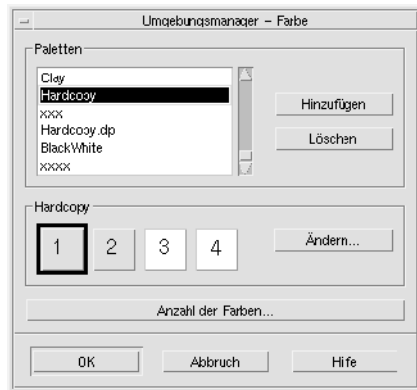 Umgebungsmanager – Farbe
Paletten
Clay
Hardcopy
xxx
Hardcopy.dp
BlackWhite
xxxx
Hinzufügen
Löschen
Hardcopy
1 2 3 4
Ändern...
Anzahl der Farben...
OK Abbruch Hilfe